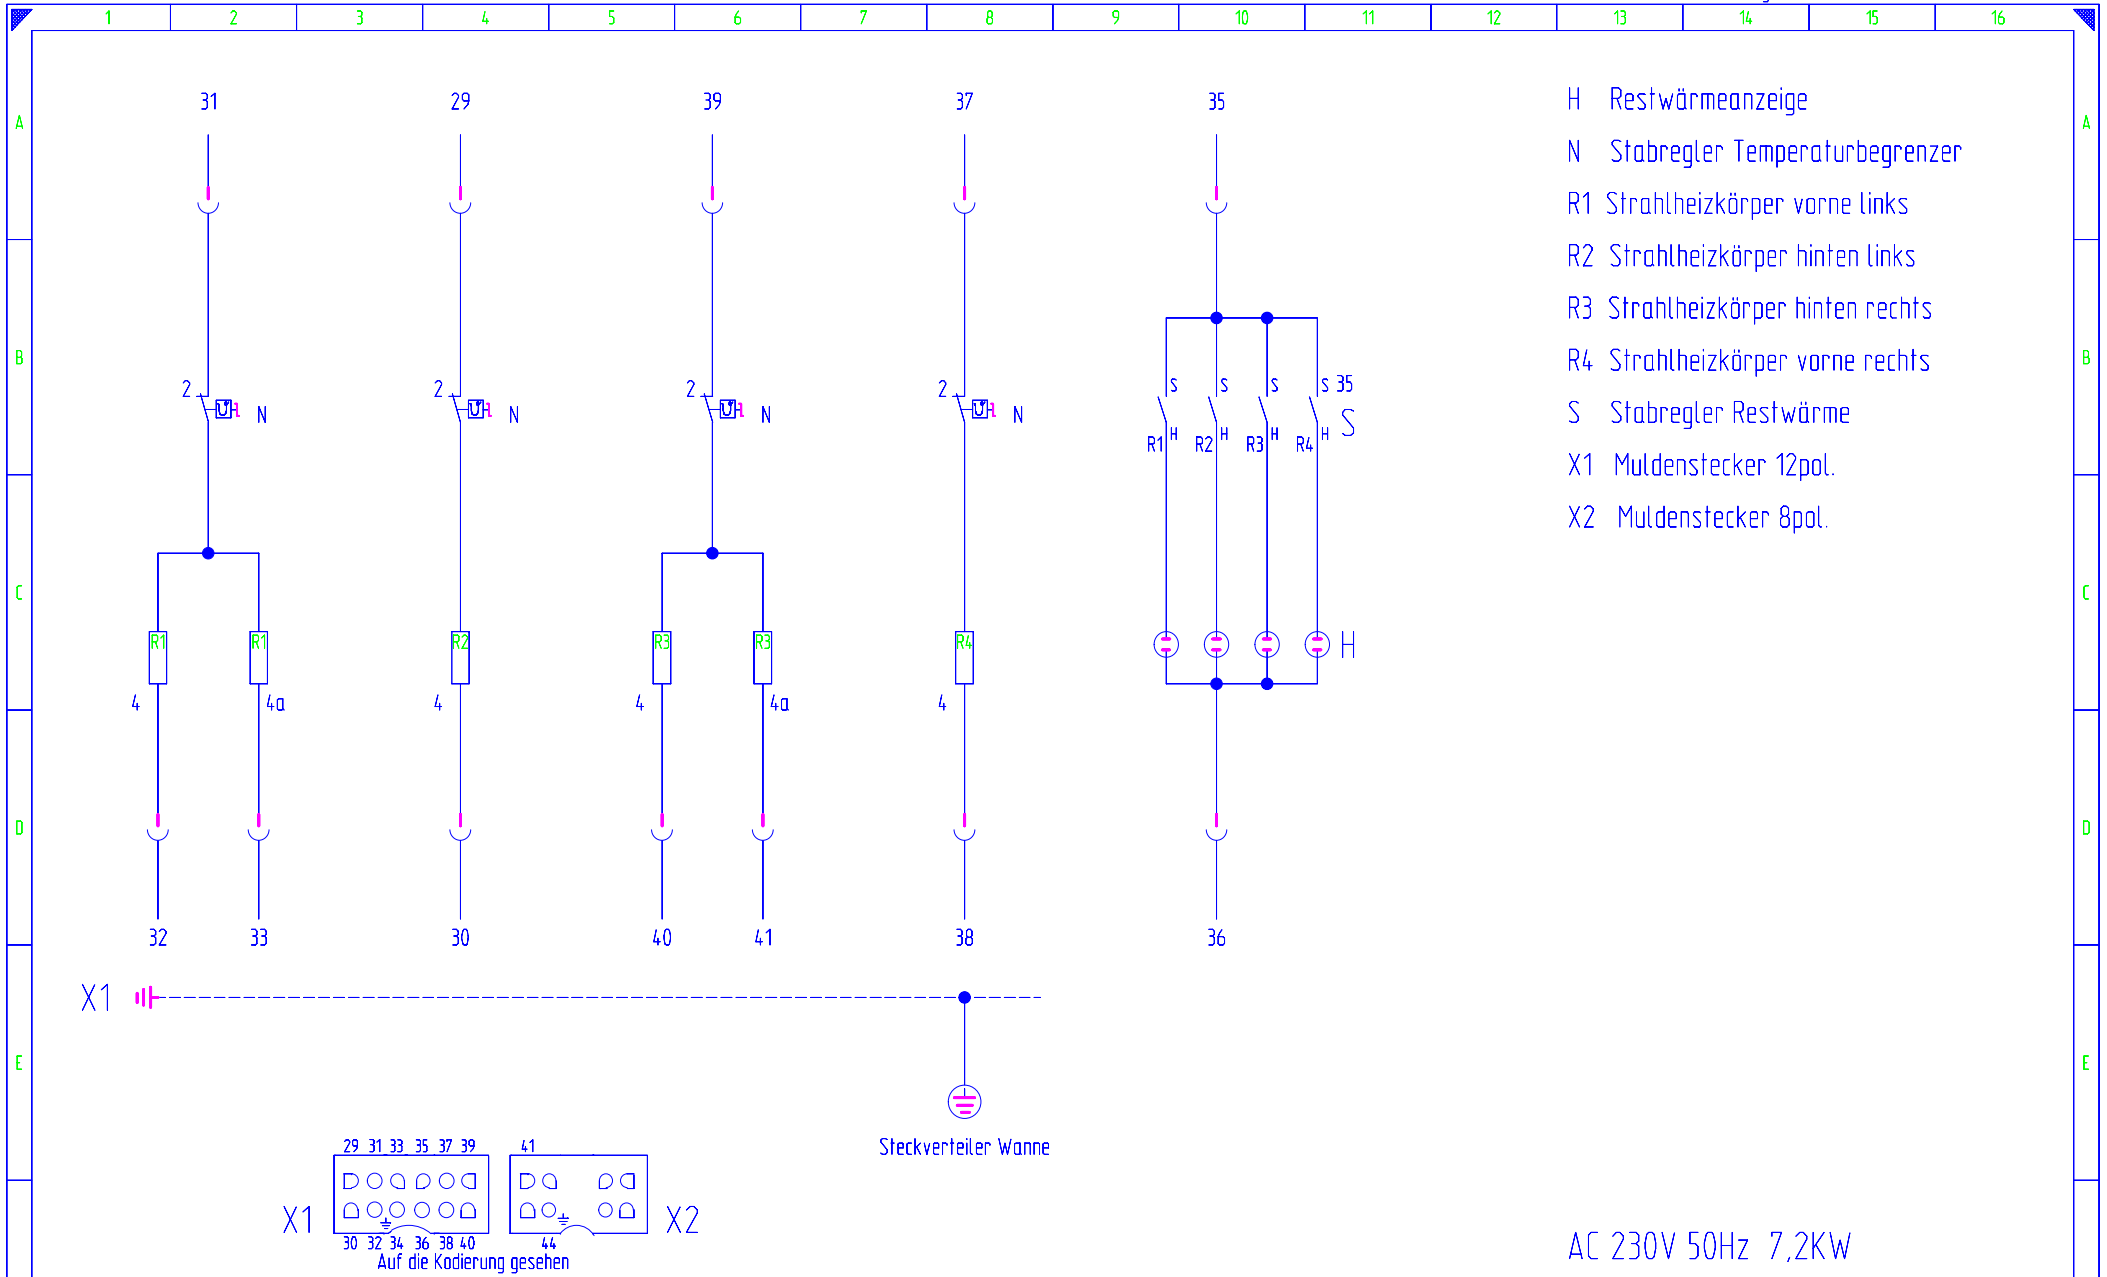 1 2 3 4 5 6 7 8 9 10 11 12 13 14 15 16
31 29 39 37 35
A A
H Restwärmeanzeige
N Stabregler Temperaturbegrenzer
R1 Strahlheizkörper vorne links
R2 Strahlheizkörper hinten links
R3 Strahlheizkörper hinten rechts
R4 Strahlheizkörper vorne rechts
S Stabregler Restwärme
X1 Muldenstecker 12pol.
X2 Muldenstecker 8pol.
B B
2 2 2 2 S S S S 35
N N N N S
R1 H R2 H R3 H R4 H
C C
R1 R1 R2 R3 R3 R4 H
4 4a 4 4 4a 4
D D
32 33 30 40 41 38 36
X1
E E
Steckverteiler Wanne
29 31 33 35 37 39 41
X1 X2
30 32 34 36 38 40 44
Auf die Kodierung gesehen
AC 230V 50Hz 7,2KW